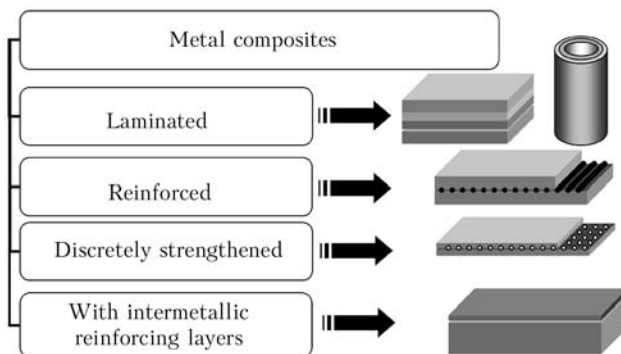 Metal composites
Laminated
Reinforced
Discretely strengthened
With intermetallic
reinforcing layers